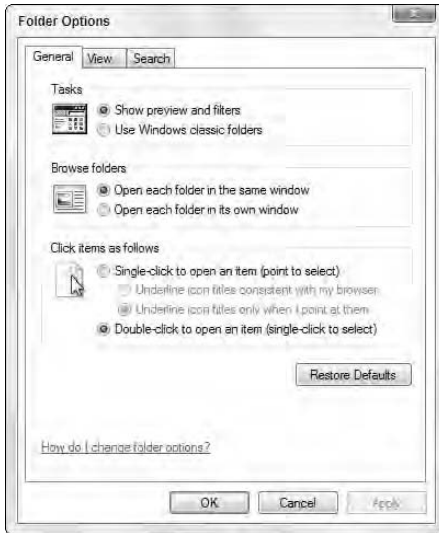 Folder Options
General View Search
Tasks
Show preview and filters
Use Windows classic folders
Browse folders
Open each folder in the same window
Open each folder in its own window
Click items as follows
Single-click to open an item (point to select)
Underline icon titles consistent with my browser
Underline icon titles only when I point at them
Double-click to open an item (single-click to select)
Restore Defaults
How do I change folder options?
OK Cancel Apply